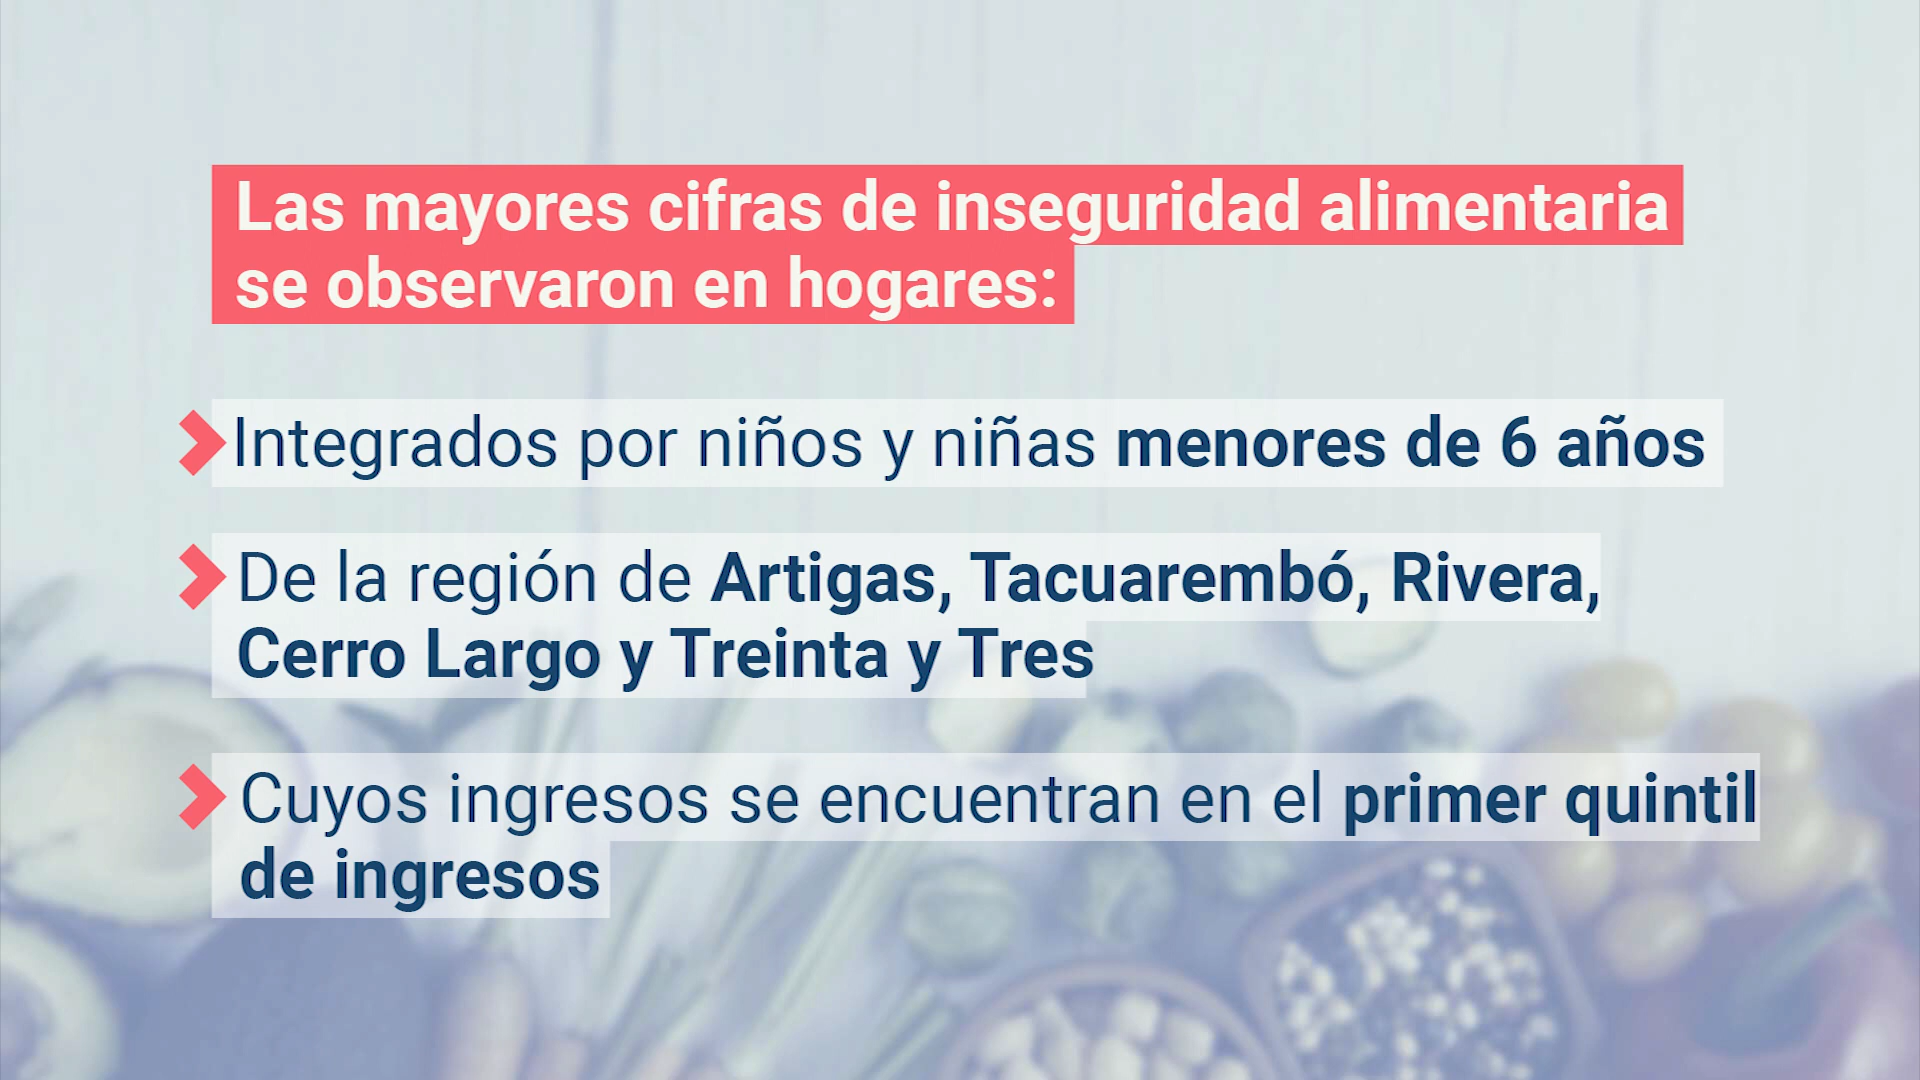 Las mayores cifras de inseguridad alimentaria
se observaron en hogares:
Integrados por niños y niñas menores de 6 años
De la región de Artigas, Tacuarembó, Rivera,
Cerro Largo y Treinta y Tres
Cuyos ingresos se encuentran en el primer quintil
de ingresos